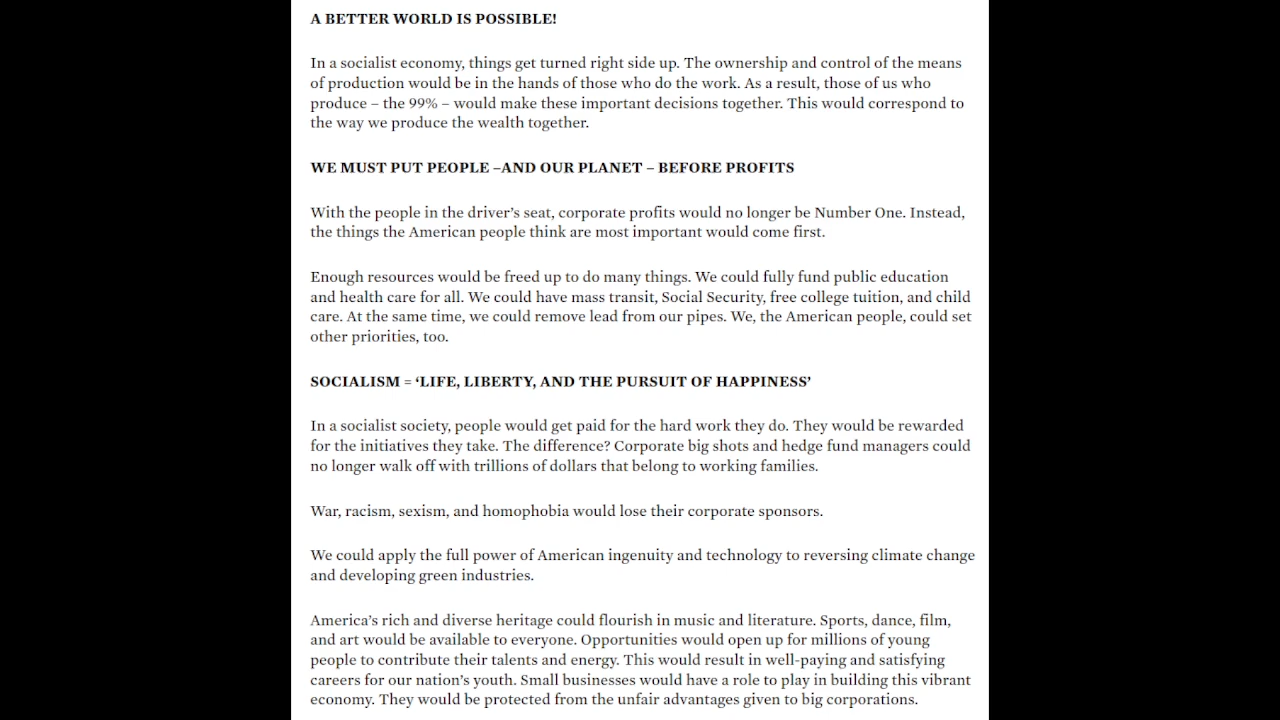 A BETTER WORLD IS POSSIBLE!
In a socialist economy, things get turned right side up. The ownership and control of the means
of production would be in the hands of those who do the work. As a result, those of us who
produce – the 99% – would make these important decisions together. This would correspond to
the way we produce the wealth together.
WE MUST PUT PEOPLE –AND OUR PLANET – BEFORE PROFITS
With the people in the driver’s seat, corporate profits would no longer be Number One. Instead,
the things the American people think are most important would come first.
Enough resources would be freed up to do many things. We could fully fund public education
and health care for all. We could have mass transit, Social Security, free college tuition, and child
care. At the same time, we could remove lead from our pipes. We, the American people, could set
other priorities, too.
SOCIALISM = ‘LIFE, LIBERTY, AND THE PURSUIT OF HAPPINESS’
In a socialist society, people would get paid for the hard work they do. They would be rewarded
for the initiatives they take. The difference? Corporate big shots and hedge fund managers could
no longer walk off with trillions of dollars that belong to working families.
War, racism, sexism, and homophobia would lose their corporate sponsors.
We could apply the full power of American ingenuity and technology to reversing climate change
and developing green industries.
America’s rich and diverse heritage could flourish in music and literature. Sports, dance, film,
and art would be available to everyone. Opportunities would open up for millions of young
people to contribute their talents and energy. This would result in well-paying and satisfying
careers for our nation’s youth. Small businesses would have a role to play in building this vibrant
economy. They would be protected from the unfair advantages given to big corporations.